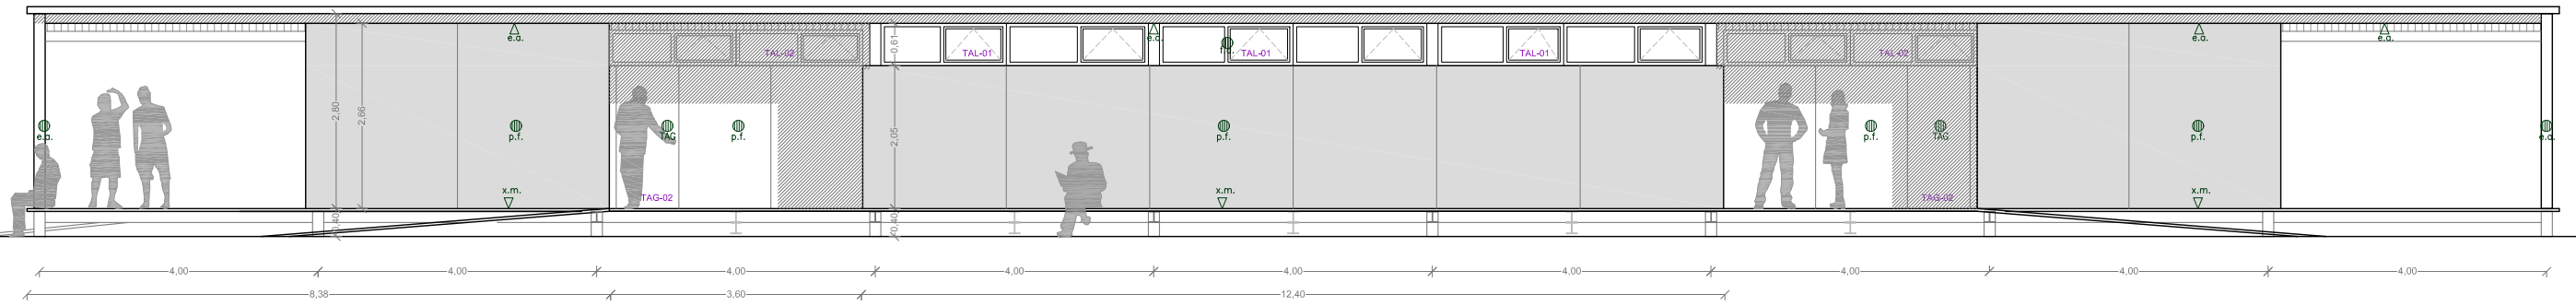 e.a.
e.a.
f.a.
e.a.
e.a.
TAL-02
TAL-01
TAL-01
TAL-01
TAL-02
0,61
2,80
2,66
2,05
e.a.
p.f.
TAG
p.f.
p.f.
p.f.
TAG
p.f.
e.a.
x.m.
TAG-02
x.m.
TAG-02
x.m.
0,40
0,40
4,00
4,00
4,00
4,00
4,00
4,00
4,00
4,00
4,00
8,38
3,60
12,40